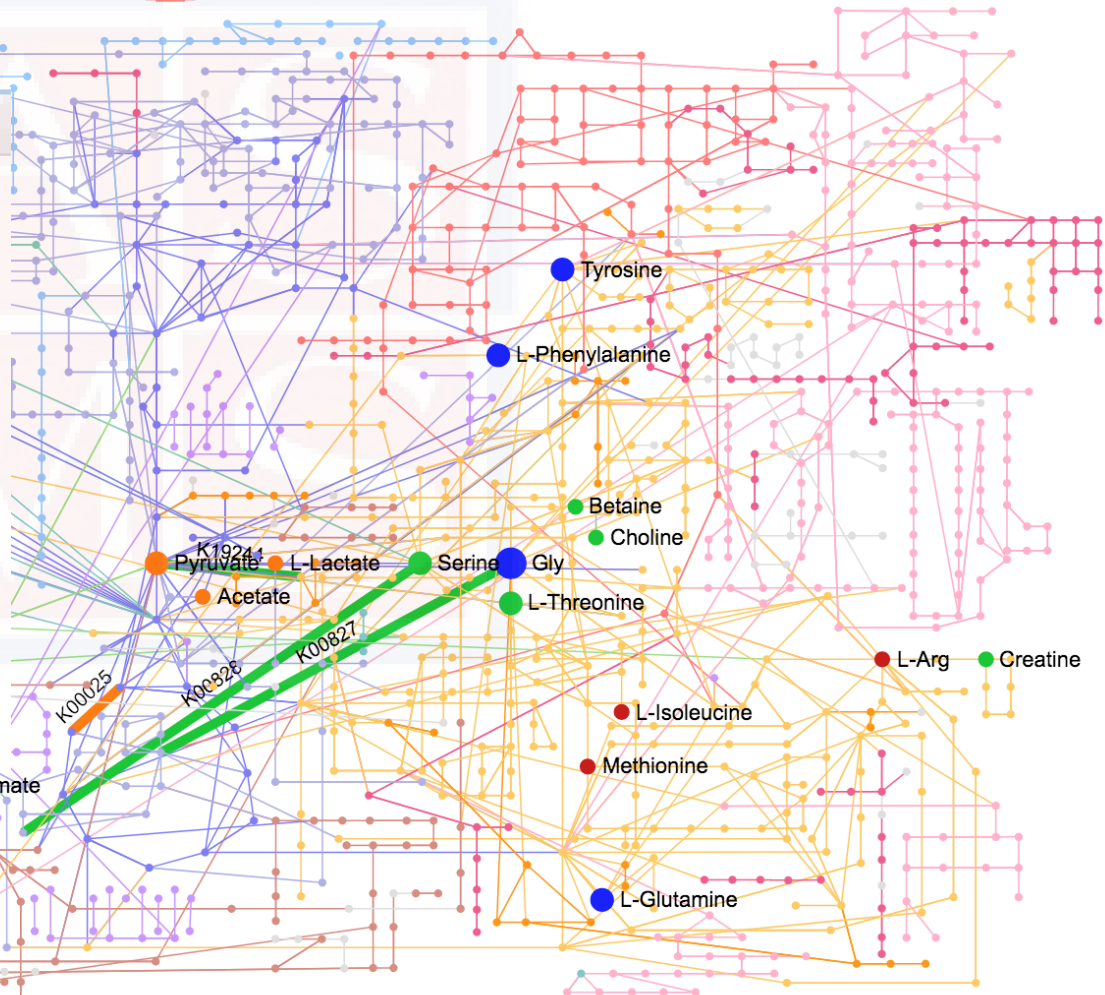 Tyrosine
L-Phenylalanine
Betaine
Choline
K19241
Pyruvate
L-Lactate
Serine
Gly
Acetate
L-Threonine
K00827
K00828
K00025
L-Arg
Creatine
L-Isoleucine
Methionine
mate
L-Glutamine